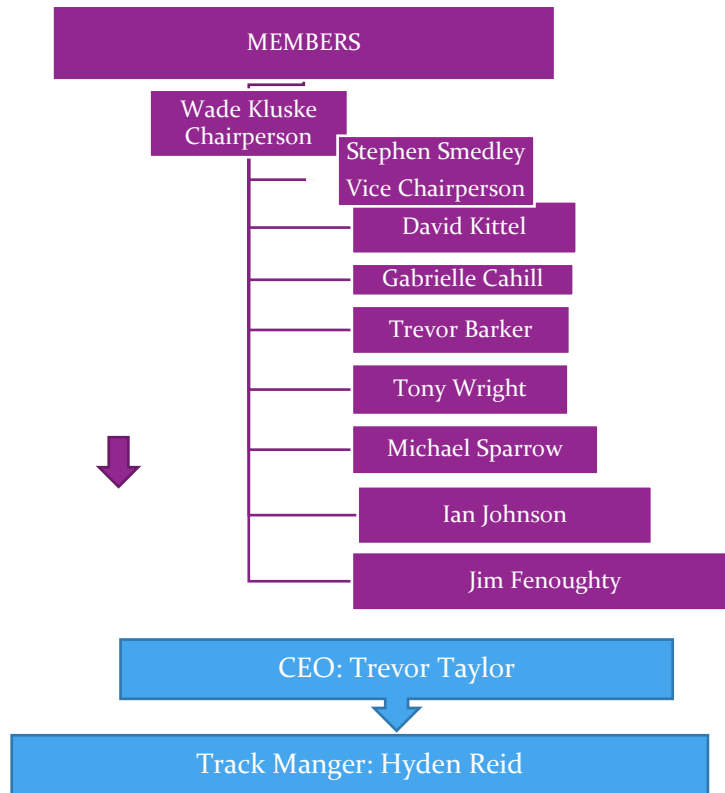 MEMBERS
Wade Kluske
Chairperson
Stephen Smedley
Vice Chairperson
David Kittel
Gabrielle Cahill
Trevor Barker
Tony Wright
Michael Sparrow
Ian Johnson
Jim Fenoughty
CEO: Trevor Taylor
Track Manger: Hyden Reid